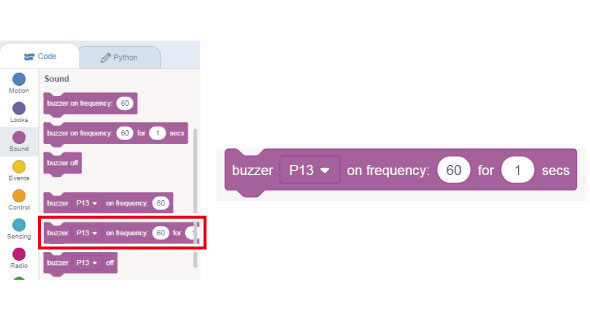 Code
Python
Motion
Looks
Sound
Events
Control
Sensing
Radio
Sound
buzzer on frequency: 60
buzzer on frequency: 60 for 1 secs
buzzer off
buzzer P13 on frequency: 60
buzzer P13 on frequency: 60 for 1
buzzer P13 off
buzzer P13 on frequency: 60 for 1 secs